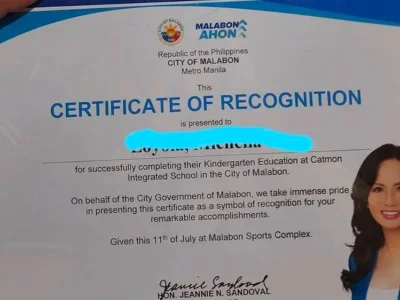 MALABON
AHON
Republic of the Philippines
CITY OF MALABON
Metro Manila
This
CERTIFICATE OF RECOGNITION
is presented to
for successfully completing their Kindergarten Education at Catmon
Integrated School in the City of Malabon.
On behalf of the City Government of Malabon, we take immense pride
in presenting this certificate as a symbol of recognition for your
remarkable accomplishments.
Given this 11th of July at Malabon Sports Complex.
Jeannie Sandoval
HON. JEANNIE N. SANDOVAL